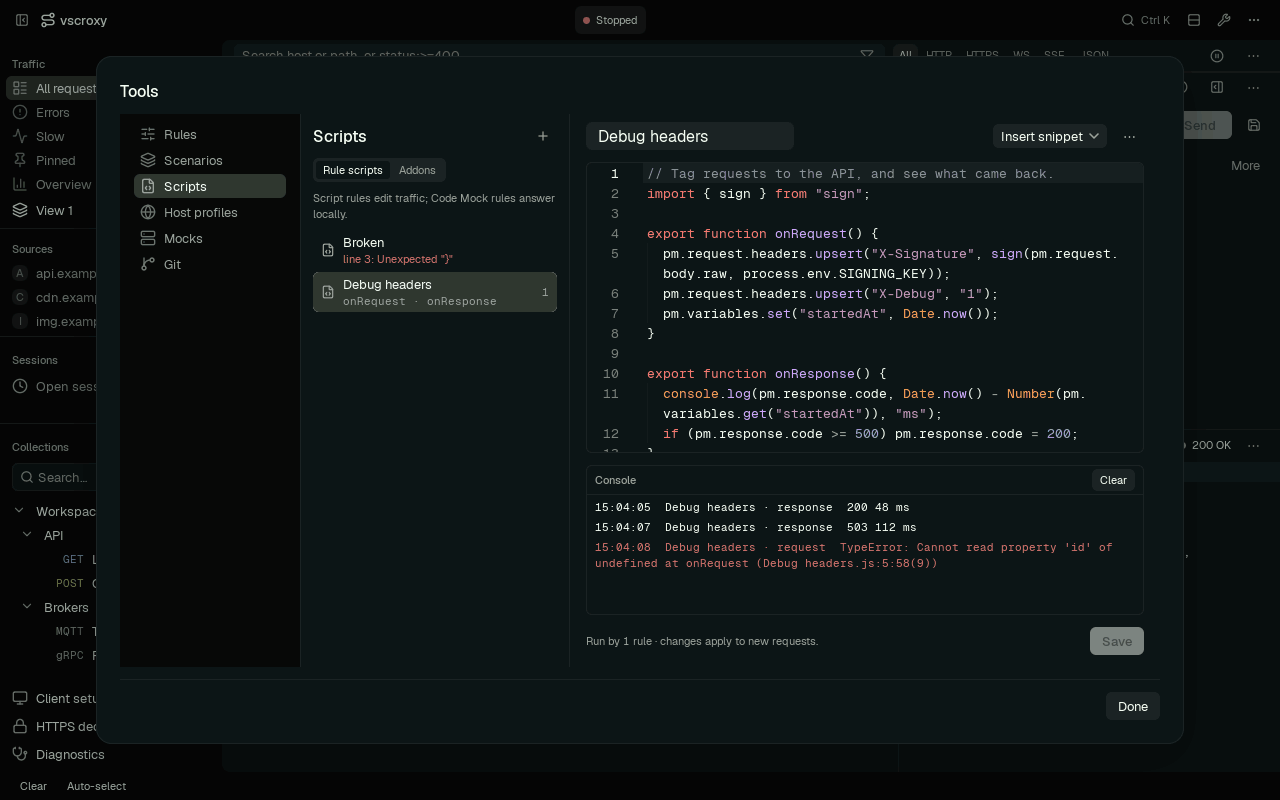 vscroxy
Stopped
Ctrl K
Search host or path, or status:>=400
All HTTP HTTPS WS SSE JSON
Traffic
All request
Errors
Slow
Pinned
Overview
View 1
Sources
A api.examp
C cdn.examp
I img.examp
Sessions
Open sess
Collections
Search...
Workspac
API
GET
POST
Brokers
MQTT
gRPC
Client setu
HTTPS dec
Diagnostics
Clear Auto-select
Send
More
200 OK
Tools
Rules
Scenarios
Scripts
Host profiles
Mocks
Git
Scripts
Rule scripts Addons
Script rules edit traffic; Code Mock rules answer
locally.
Broken
line 3: Unexpected "}"
Debug headers 1
onRequest · onResponse
Debug headers
Insert snippet
1 // Tag requests to the API, and see what came back.
2 import { sign } from "sign";
3
4 export function onRequest() {
5 pm.request.headers.upsert("X-Signature", sign(pm.request.
body.raw, process.env.SIGNING_KEY));
6 pm.request.headers.upsert("X-Debug", "1");
7 pm.variables.set("startedAt", Date.now());
8 }
9
10 export function onResponse() {
11 console.log(pm.response.code, Date.now() - Number(pm.
variables.get("startedAt")), "ms");
12 if (pm.response.code >= 500) pm.response.code = 200;
13 }
Console
Clear
15:04:05 Debug headers · response 200 48 ms
15:04:07 Debug headers · response 503 112 ms
15:04:08 Debug headers · request TypeError: Cannot read property 'id' of
undefined at onRequest (Debug headers.js:5:58(9))
Run by 1 rule · changes apply to new requests.
Save
Done